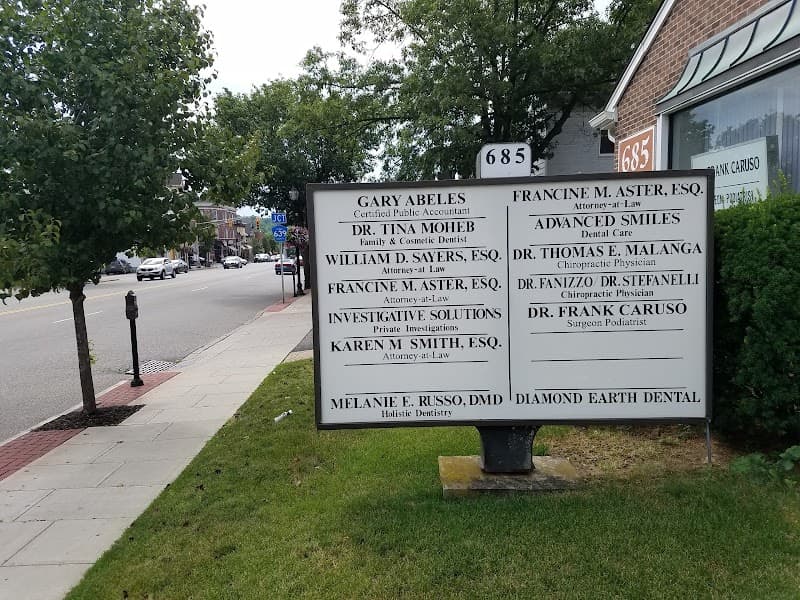 685
685
FRANK CARUSO
JCT
639
GARY ABELES
Certified Public Accountant
DR. TINA MOHEB
Family & Cosmetic Dentist
WILLIAM D. SAYERS, ESQ.
Attorney-at Law
FRANCINE M. ASTER, ESQ.
Attorney-at-Law
INVESTIGATIVE SOLUTIONS
Private Investigations
KAREN M SMITH, ESQ.
Attorney-at-Law
MELANIE E. RUSSO, DMD
Holistic Dentistry
FRANCINE M. ASTER, ESQ.
Attorney-at-Law
ADVANCED SMILES
Dental Care
DR. THOMAS E. MALANGA
Chiropractic Physician
DR. FANIZZO/DR. STEFANELLI
Chiropractic Physician
DR. FRANK CARUSO
Surgeon Podiatrist
DIAMOND EARTH DENTAL